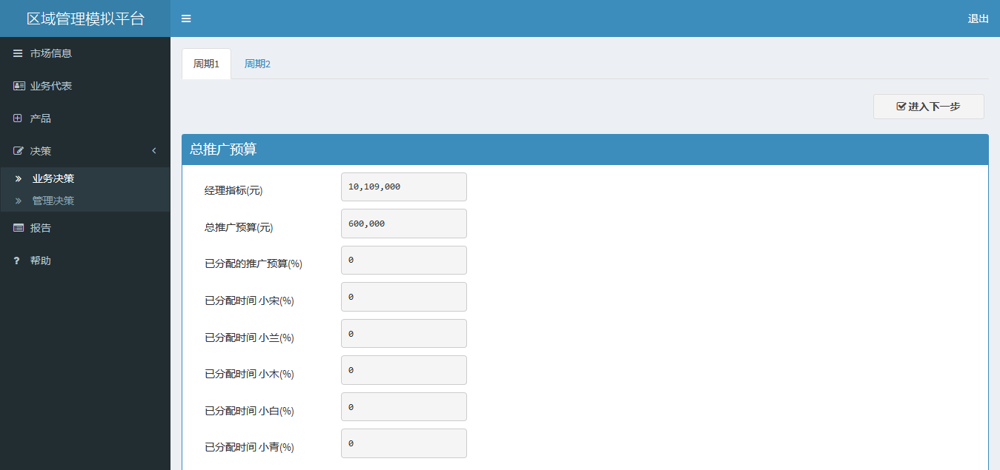 区域管理模拟平台
退出
市场信息
业务代表
产品
决策
业务决策
管理决策
报告
帮助
周期1 周期2
进入下一步
总推广预算
经理指标(元) 10,109,000
总推广预算(元) 600,000
已分配的推广预算(%) 0
已分配时间 小宋(%) 0
已分配时间 小兰(%) 0
已分配时间 小木(%) 0
已分配时间 小白(%) 0
已分配时间 小青(%) 0